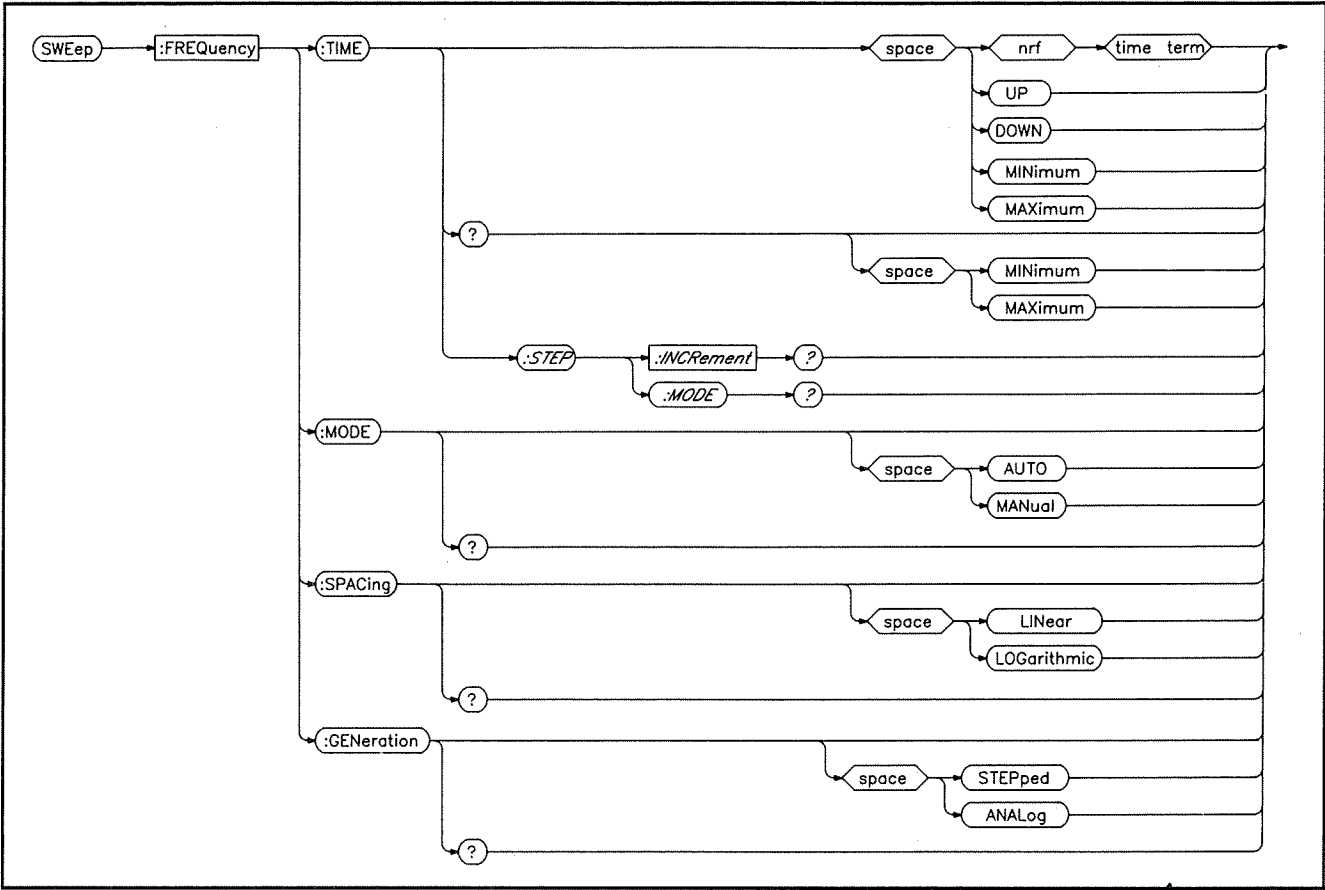 SWEep :FREQuency :TIME space nrf time term
UP
DOWN
MINimum
MAXimum
?
space MINimum
MAXimum
:STEP :INCRement ?
:MODE ?
:MODE
space AUTO
MANual
?
:SPACing
space LINear
LOGarithmic
?
:GENeration
space STEPped
ANALog
?